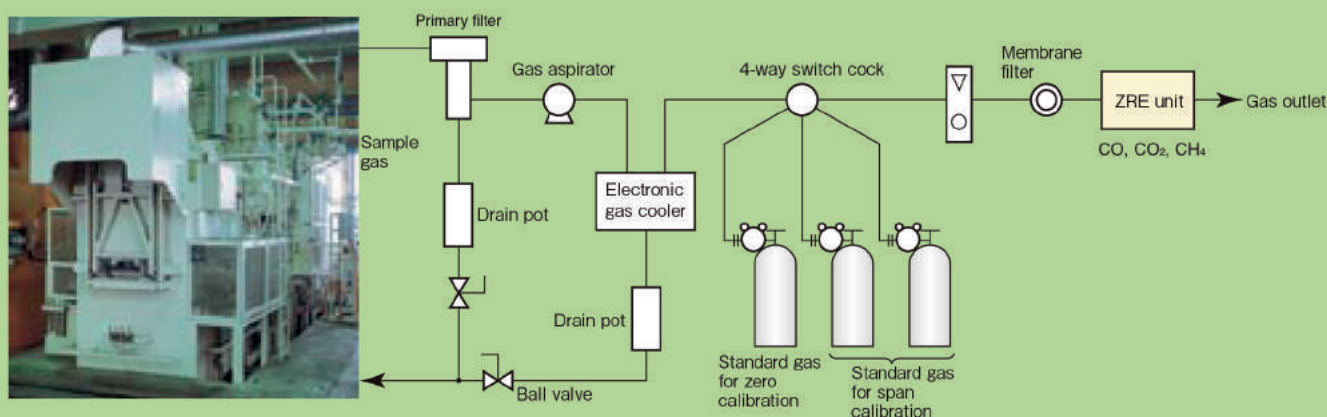 Primary filter
Gas aspirator
4-way switch cock
Membrane
filter
ZRE unit
Gas outlet
CO, CO₂, CH₄
Sample
gas
Electronic
gas cooler
Drain pot
Drain pot
Ball valve
Standard gas
for zero
calibration
Standard gas
for span
calibration